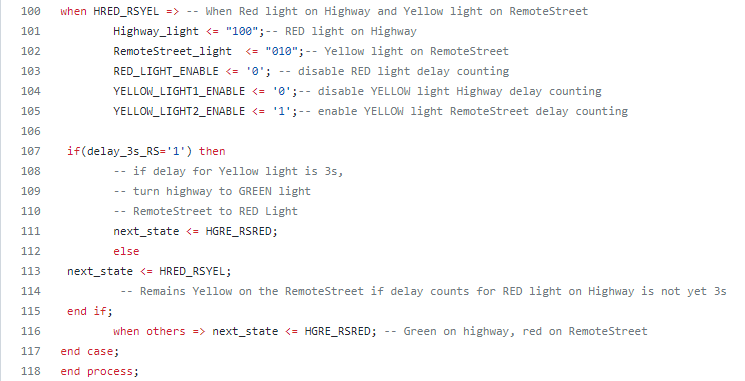 100 when HRED_RSYEL => -- When Red light on Highway and Yellow light on RemoteStreet
101 Highway_light <= "100";-- RED light on Highway
102 RemoteStreet_light <= "010";-- Yellow light on RemoteStreet
103 RED_LIGHT_ENABLE <= '0'; -- disable RED light delay counting
104 YELLOW_LIGHT1_ENABLE <= '0';-- disable YELLOW light Highway delay counting
105 YELLOW_LIGHT2_ENABLE <= '1';-- enable YELLOW light RemoteStreet delay counting
106
107 if(delay_3s_RS='1') then
108 -- if delay for Yellow light is 3s,
109 -- turn highway to GREEN light
110 -- RemoteStreet to RED Light
111 next_state <= HGRE_RSRED;
112 else
113 next_state <= HRED_RSYEL;
114 -- Remains Yellow on the RemoteStreet if delay counts for RED light on Highway is not yet 3s
115 end if;
116 when others => next_state <= HGRE_RSRED; -- Green on highway, red on RemoteStreet
117 end case;
118 end process;